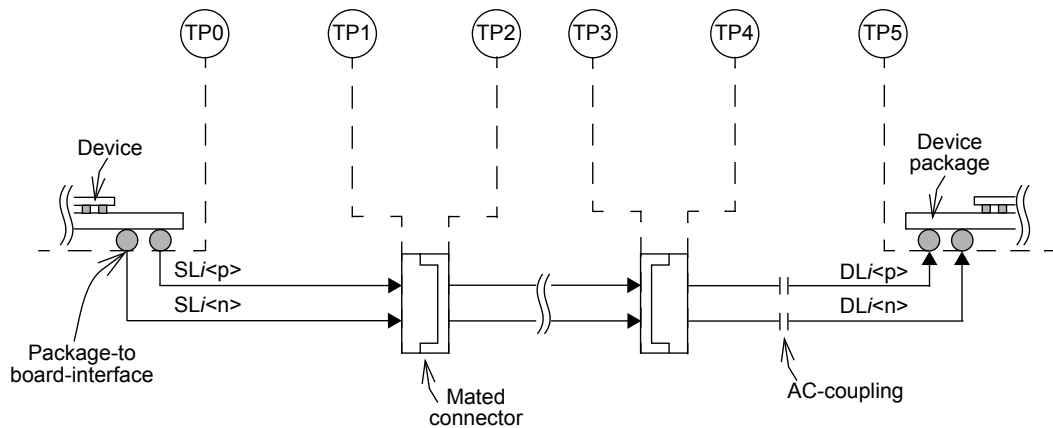 TP0 TP1 TP2 TP3 TP4 TP5
Device
Device
package
SLi<p>
SLi<n>
DLi<p>
DLi<n>
Package-to
board-interface
Mated
connector
AC-coupling